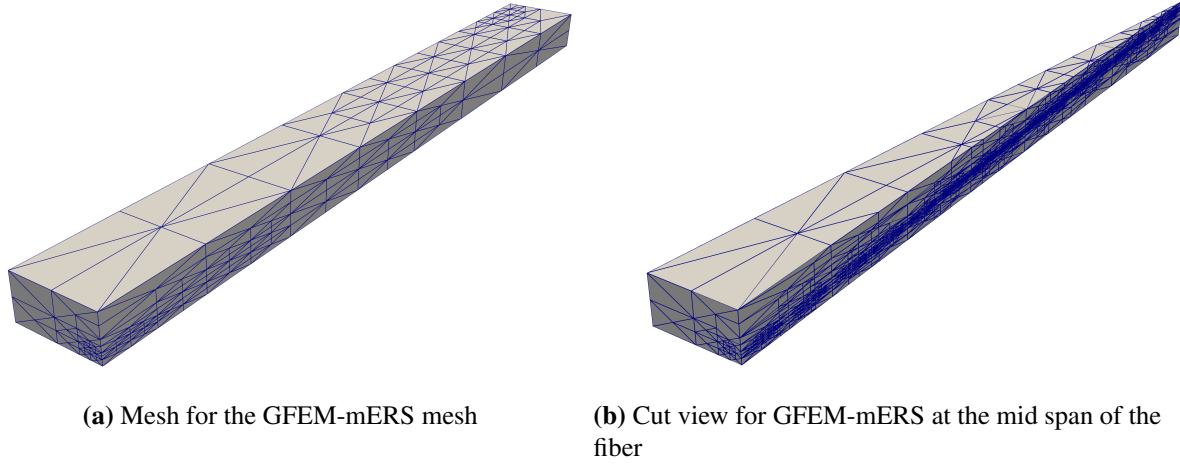 (a) Mesh for the GFEM-mERS mesh
(b) Cut view for GFEM-mERS at the mid span of the
fiber